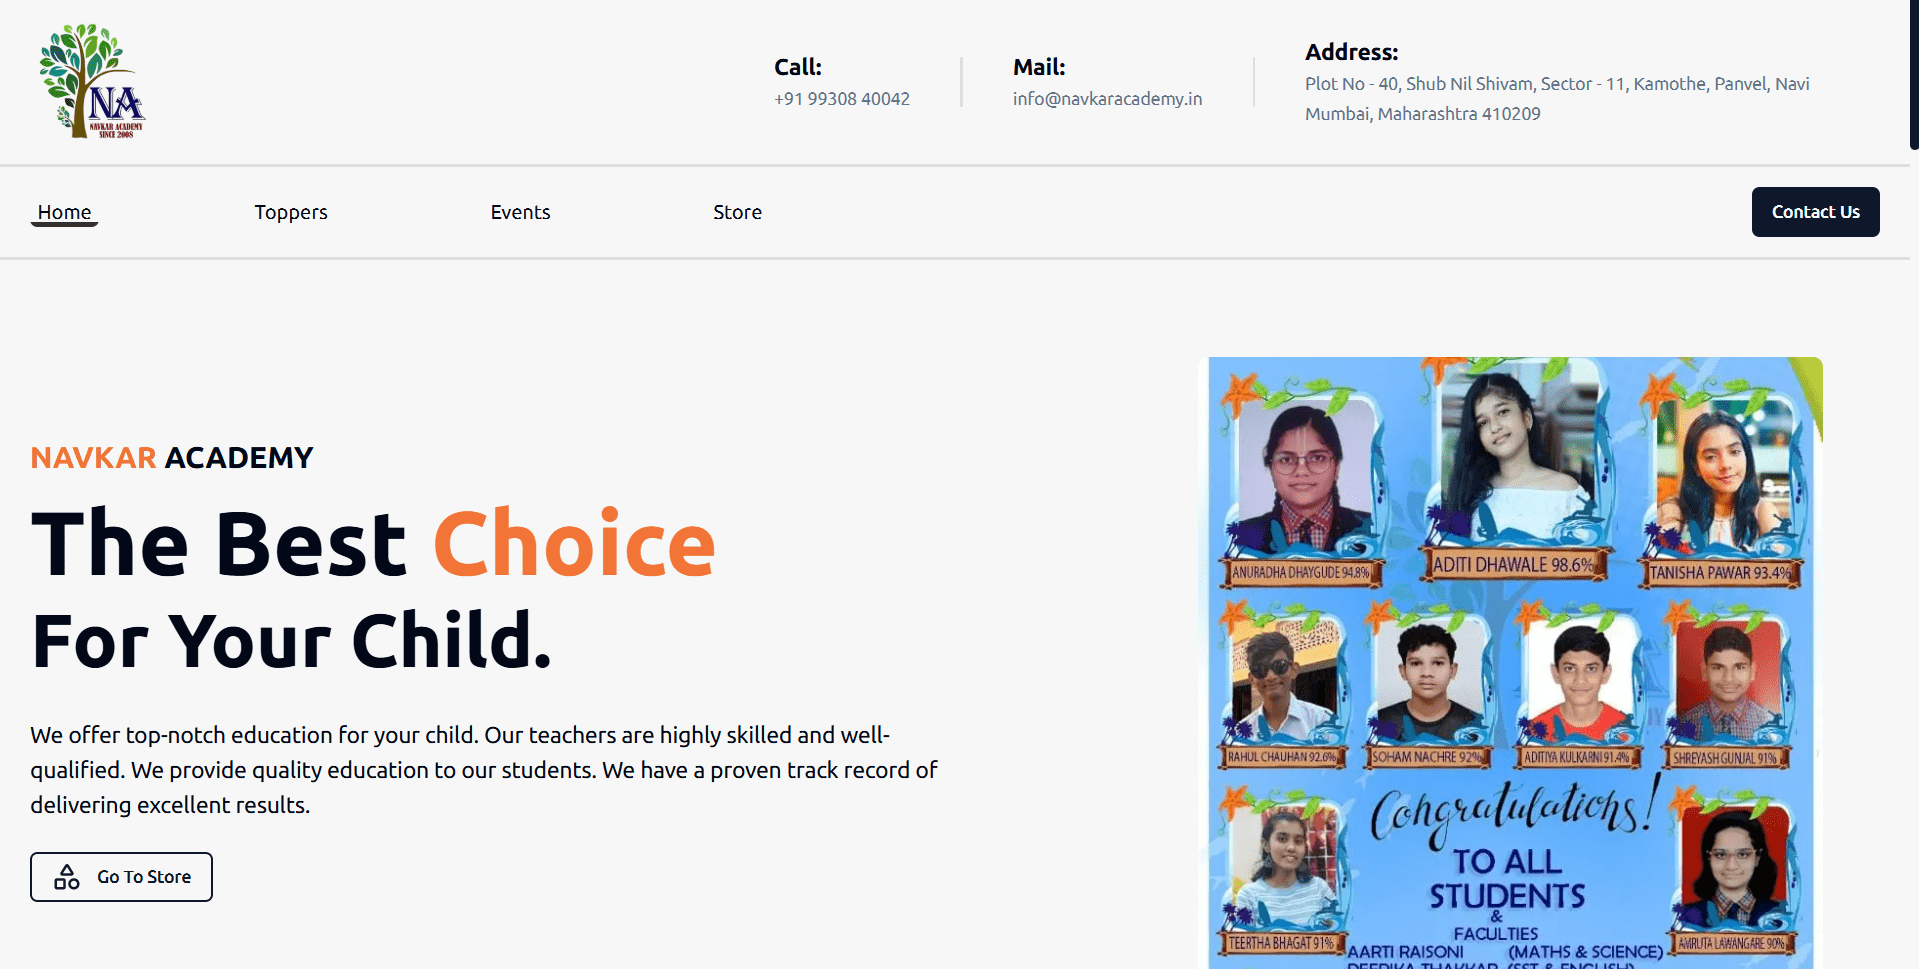 NA
NAVKAR ACADEMY
SINCE 2008
Call:
+91 99308 40042
Mail:
info@navkaracademy.in
Address:
Plot No - 40, Shub Nil Shivam, Sector - 11, Kamothe, Panvel, Navi
Mumbai, Maharashtra 410209
Home
Toppers
Events
Store
Contact Us
NAVKAR ACADEMY
The Best Choice
For Your Child.
We offer top-notch education for your child. Our teachers are highly skilled and well-
qualified. We provide quality education to our students. We have a proven track record of
delivering excellent results.
Go To Store
ANURADHA DHAYGUDE 94.8%
ADITI DHAWALE 98.6%
TANISHA PAWAR 93.4%
RAHUL CHAUHAN 92.6%
SOHAM NACHRE 92%
ADITIYA KULKARNI 91.4%
SHREYASH GUNJAL 91%
Congratulations!
TO ALL
STUDENTS
&
FACULTIES
TEERTHA BHAGAT 91%
AMRUTA LAWANGARE 90%
AARTI RAISONI (MATHS & SCIENCE)
DEEPIKA THAKKAR (SST & ENGLISH)